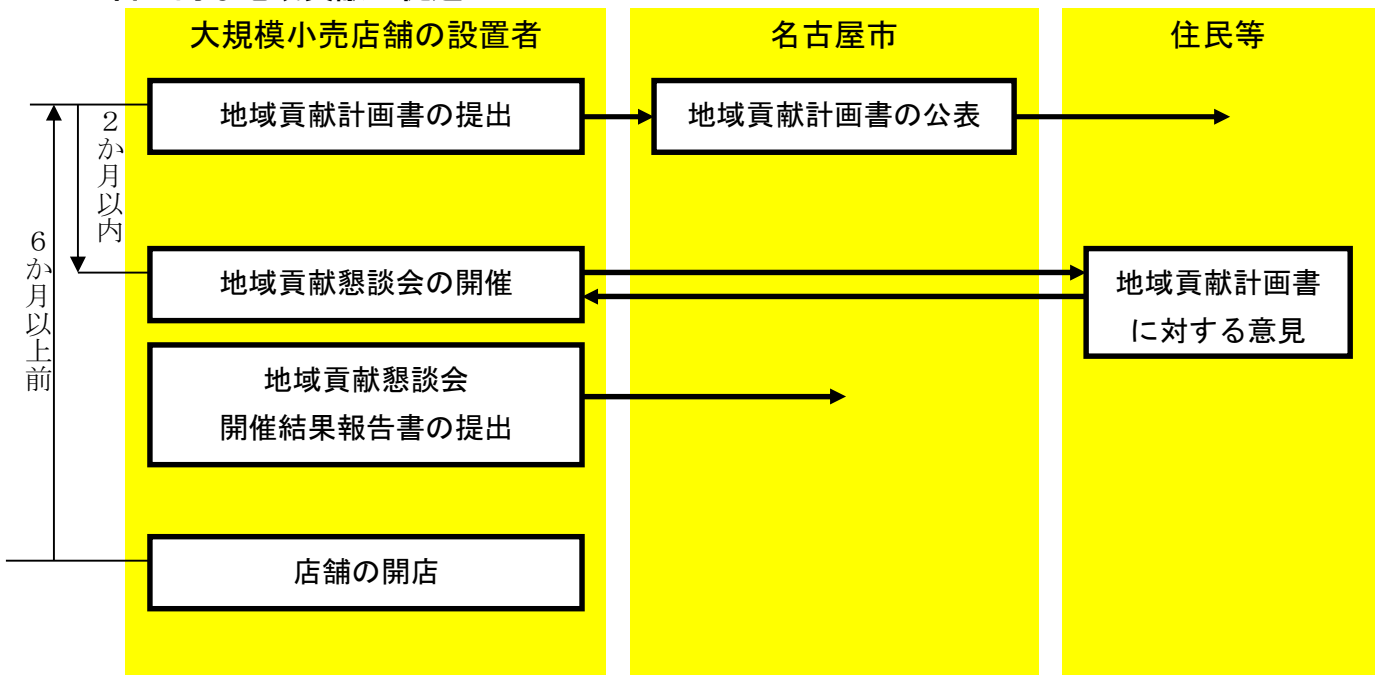 大規模小売店舗の設置者
名古屋市
住民等
地域貢献計画書の提出
地域貢献計画書の公表
2か月以内
6か月以上前
地域貢献懇談会の開催
地域貢献計画書
に対する意見
地域貢献懇談会
開催結果報告書の提出
店舗の開店